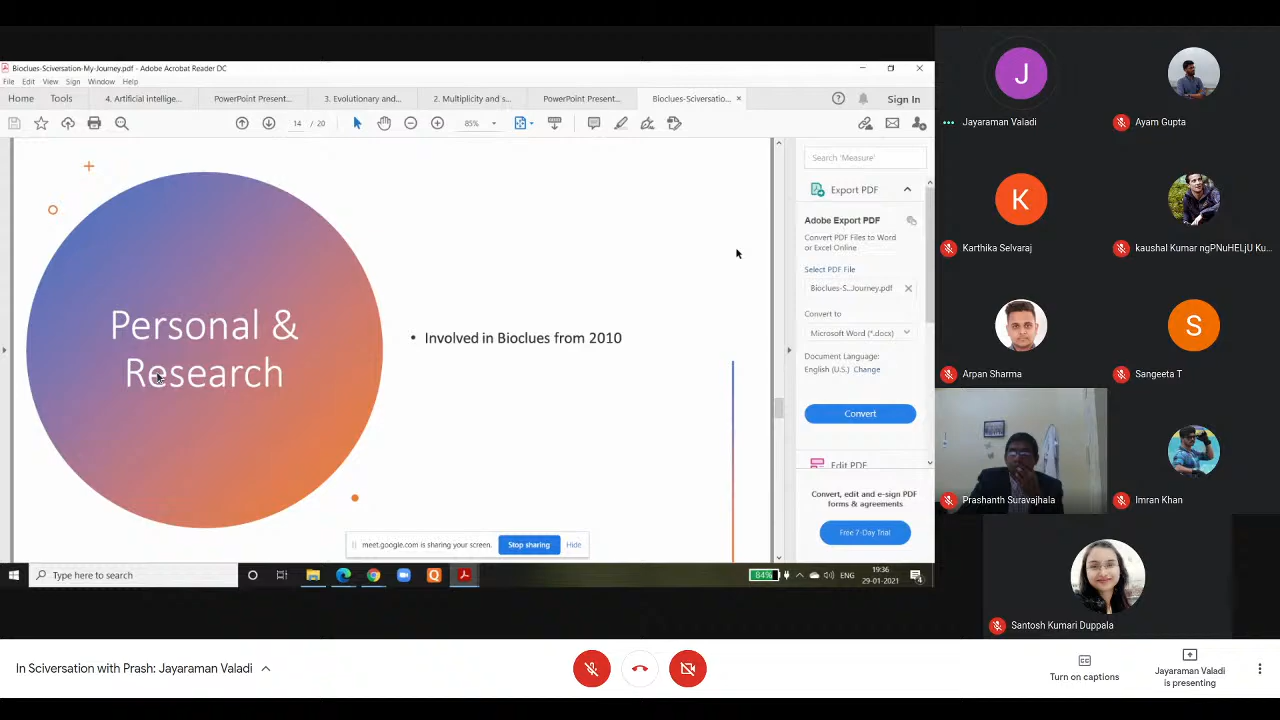 Bioclues-Sciversation-My-Journey.pdf - Adobe Acrobat Reader DC
File Edit View Sign Window Help
Home Tools 4. Artificial intellige... PowerPoint Present... 3. Evolutionary and... 2. Multiplicity and s... PowerPoint Present... Bioclues-Sciversatio... × Sign In
14 / 20 85%
Personal &
Research
• Involved in Bioclues from 2010
Search 'Measure'
Export PDF
Adobe Export PDF
Convert PDF Files to Word
or Excel Online
Select PDF File
Bioclues-S...Journey.pdf
Convert to
Microsoft Word (*.docx)
Document Language:
English (U.S.) Change
Convert
Edit PDF
Convert, edit and e-sign PDF
forms & agreements
Free 7-Day Trial
meet.google.com is sharing your screen. Stop sharing Hide
Type here to search
84% ENG
19:36
29-01-2021
4
J
Jayaraman Valadi
Ayam Gupta
K
Karthika Selvaraj
kaushal Kumar ngPNuHELjU Ku...
Arpan Sharma
S
Sangeeta T
Prashanth Suravajhala
Imran Khan
Santosh Kumari Duppala
In Sciversation with Prash: Jayaraman Valadi
CC
Turn on captions
Jayaraman Valadi
is presenting